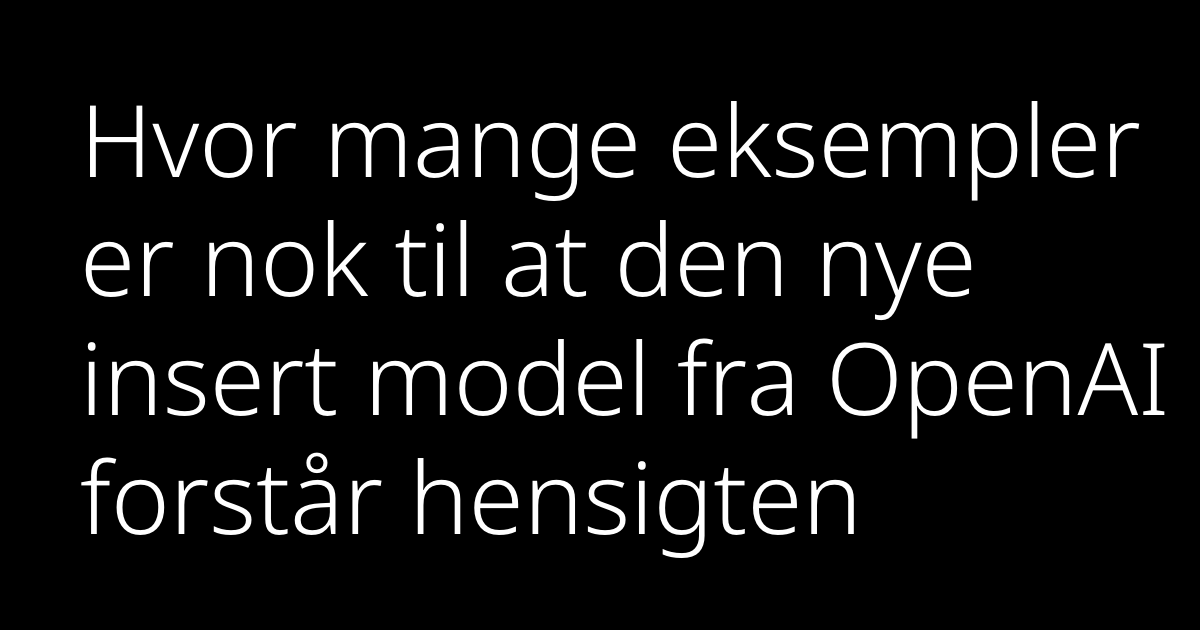 Hvor mange eksempler
er nok til at den nye
insert model fra OpenAI
forstår hensigten